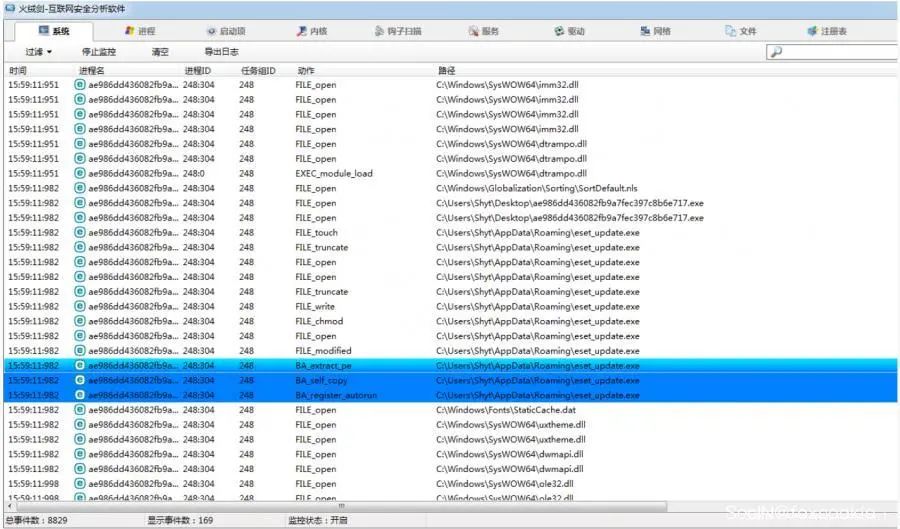 火绒剑-互联网安全分析软件
系统 进程 启动项 内核 钩子扫描 服务 驱动 网络 文件 注册表
过滤 停止监控 清空 导出日志
时间 进程名 进程ID 任务组ID 动作 路径
15:59:11:951 ae986dd436082fb9a... 248:304 248 FILE_open C:\Windows\SysWOW64\imm32.dll
15:59:11:951 ae986dd436082fb9a... 248:304 248 FILE_open C:\Windows\SysWOW64\imm32.dll
15:59:11:951 ae986dd436082fb9a... 248:304 248 FILE_open C:\Windows\SysWOW64\imm32.dll
15:59:11:951 ae986dd436082fb9a... 248:304 248 FILE_open C:\Windows\SysWOW64\imm32.dll
15:59:11:951 ae986dd436082fb9a... 248:304 248 FILE_open C:\Windows\SysWOW64\dtrampo.dll
15:59:11:951 ae986dd436082fb9a... 248:304 248 FILE_open C:\Windows\SysWOW64\dtrampo.dll
15:59:11:951 ae986dd436082fb9a... 248:0 248 EXEC_module_load C:\Windows\SysWOW64\dtrampo.dll
15:59:11:982 ae986dd436082fb9a... 248:304 248 FILE_open C:\Windows\Globalization\Sorting\SortDefault.nls
15:59:11:982 ae986dd436082fb9a... 248:304 248 FILE_open C:\Users\Shyt\Desktop\ae986dd436082fb9a7fec397c8b6e717.exe
15:59:11:982 ae986dd436082fb9a... 248:304 248 FILE_open C:\Users\Shyt\Desktop\ae986dd436082fb9a7fec397c8b6e717.exe
15:59:11:982 ae986dd436082fb9a... 248:304 248 FILE_touch C:\Users\Shyt\AppData\Roaming\eset_update.exe
15:59:11:982 ae986dd436082fb9a... 248:304 248 FILE_truncate C:\Users\Shyt\AppData\Roaming\eset_update.exe
15:59:11:982 ae986dd436082fb9a... 248:304 248 FILE_open C:\Users\Shyt\AppData\Roaming\eset_update.exe
15:59:11:982 ae986dd436082fb9a... 248:304 248 FILE_open C:\Users\Shyt\AppData\Roaming\eset_update.exe
15:59:11:982 ae986dd436082fb9a... 248:304 248 FILE_truncate C:\Users\Shyt\AppData\Roaming\eset_update.exe
15:59:11:982 ae986dd436082fb9a... 248:304 248 FILE_write C:\Users\Shyt\AppData\Roaming\eset_update.exe
15:59:11:982 ae986dd436082fb9a... 248:304 248 FILE_chmod C:\Users\Shyt\AppData\Roaming\eset_update.exe
15:59:11:982 ae986dd436082fb9a... 248:304 248 FILE_open C:\Users\Shyt\AppData\Roaming\eset_update.exe
15:59:11:982 ae986dd436082fb9a... 248:304 248 FILE_modified C:\Users\Shyt\AppData\Roaming\eset_update.exe
15:59:11:982 ae986dd436082fb9a... 248:304 248 BA_extract_pe C:\Users\Shyt\AppData\Roaming\eset_update.exe
15:59:11:982 ae986dd436082fb9a... 248:304 248 BA_self_copy C:\Users\Shyt\AppData\Roaming\eset_update.exe
15:59:11:982 ae986dd436082fb9a... 248:304 248 BA_register_autorun C:\Users\Shyt\AppData\Roaming\eset_update.exe
15:59:11:982 ae986dd436082fb9a... 248:304 248 FILE_open C:\Windows\Fonts\StaticCache.dat
15:59:11:982 ae986dd436082fb9a... 248:304 248 FILE_open C:\Windows\SysWOW64\uxtheme.dll
15:59:11:982 ae986dd436082fb9a... 248:304 248 FILE_open C:\Windows\SysWOW64\uxtheme.dll
15:59:11:982 ae986dd436082fb9a... 248:304 248 FILE_open C:\Windows\SysWOW64\dwmapi.dll
15:59:11:982 ae986dd436082fb9a... 248:304 248 FILE_open C:\Windows\SysWOW64\dwmapi.dll
15:59:11:998 ae986dd436082fb9a... 248:304 248 FILE_open C:\Windows\SysWOW64\ole32.dll
15:59:11:998 ae986dd436082fb9a... 248:304 248 FILE_open C:\Windows\SysWOW64\ole32.dll
总事件数: 8829 显示事件数: 169 监控状态: 开启